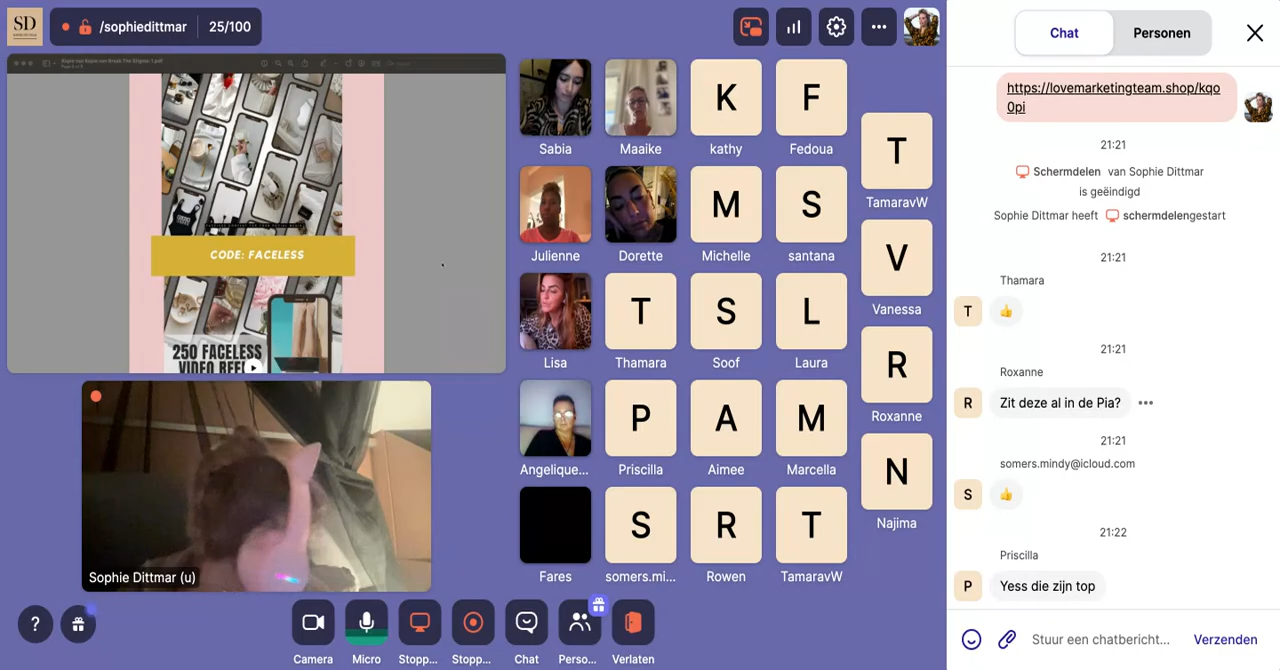 SD
/sophiedittmar
25/100
CODE: FACELESS
250 FACELESS
VIDEO REE
Sophie Dittmar (u)
Sabia
Maaike
K
kathy
F
Fedoua
T
TamaravW
Julienne
Dorette
M
Michelle
S
santana
V
Vanessa
Lisa
T
Thamara
S
Soof
L
Laura
R
Roxanne
Angelique...
P
Priscilla
A
Aimee
M
Marcella
N
Najima
Fares
S
somers.mi...
R
Rowen
T
TamaravW
?
Camera
Micro
Stopp...
Stopp...
Chat
Perso...
Verlaten
Chat
Personen
https://lovemarketingteam.shop/kqo
0pi
21:21
Schermdelen van Sophie Dittmar
is geëindigd
Sophie Dittmar heeft schermdelengestart
21:21
Thamara
T
👍
21:21
Roxanne
R
Zit deze al in de Pia?
21:21
somers.mindy@icloud.com
S
👍
21:22
Priscilla
P
Yess die zijn top
Stuur een chatbericht...
Verzenden